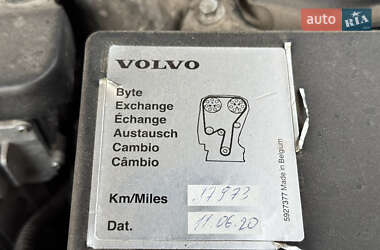 auto RIA
VOLVO
Byte
Exchange
Échange
Austausch
Cambio
Câmbio
Km/Miles 17973
Dat. 11.06.20
5927377 Made in Belgium